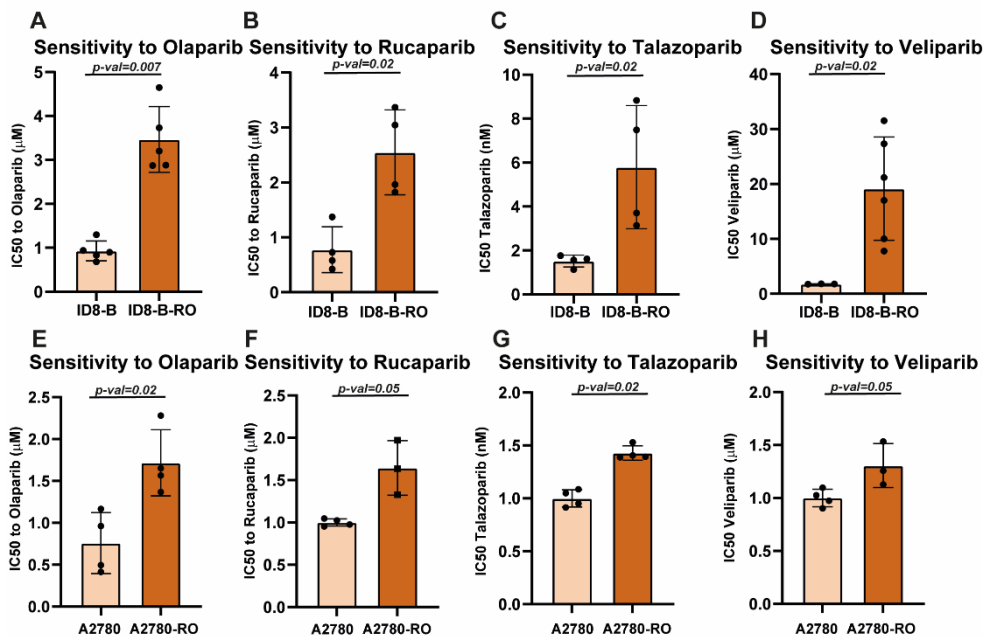 A
B
C
D
Sensitivity to Olaparib
Sensitivity to Rucaparib
Sensitivity to Talazoparib
Sensitivity to Veliparib
p-val=0.007
p-val=0.02
p-val=0.02
p-val=0.02
IC50 to Olaparib (μM)
5
4
3
2
1
0
ID8-B
ID8-B-RO
IC50 to Rucaparib (μM)
4
3
2
1
0
ID8-B
ID8-B-RO
IC50 Talazoparib (nM)
10
8
6
4
2
0
ID8-B
ID8-B-RO
IC50 Veliparib (μM)
40
30
20
10
0
ID8-B
ID8-B-RO
E
F
G
H
Sensitivity to Olaparib
Sensitivity to Rucaparib
Sensitivity to Talazoparib
Sensitivity to Veliparib
p-val=0.02
p-val=0.05
p-val=0.02
p-val=0.05
IC50 to Olaparib (μM)
2.5
2.0
1.5
1.0
0.5
0.0
A2780
A2780-RO
IC50 to Rucaparib (μM)
2.5
2.0
1.5
1.0
0.5
0.0
A2780
A2780-RO
IC50 Talazoparib (nM)
2.0
1.5
1.0
0.5
0.0
A2780
A2780-RO
IC50 Veliparib (μM)
2.0
1.5
1.0
0.5
0.0
A2780
A2780-RO